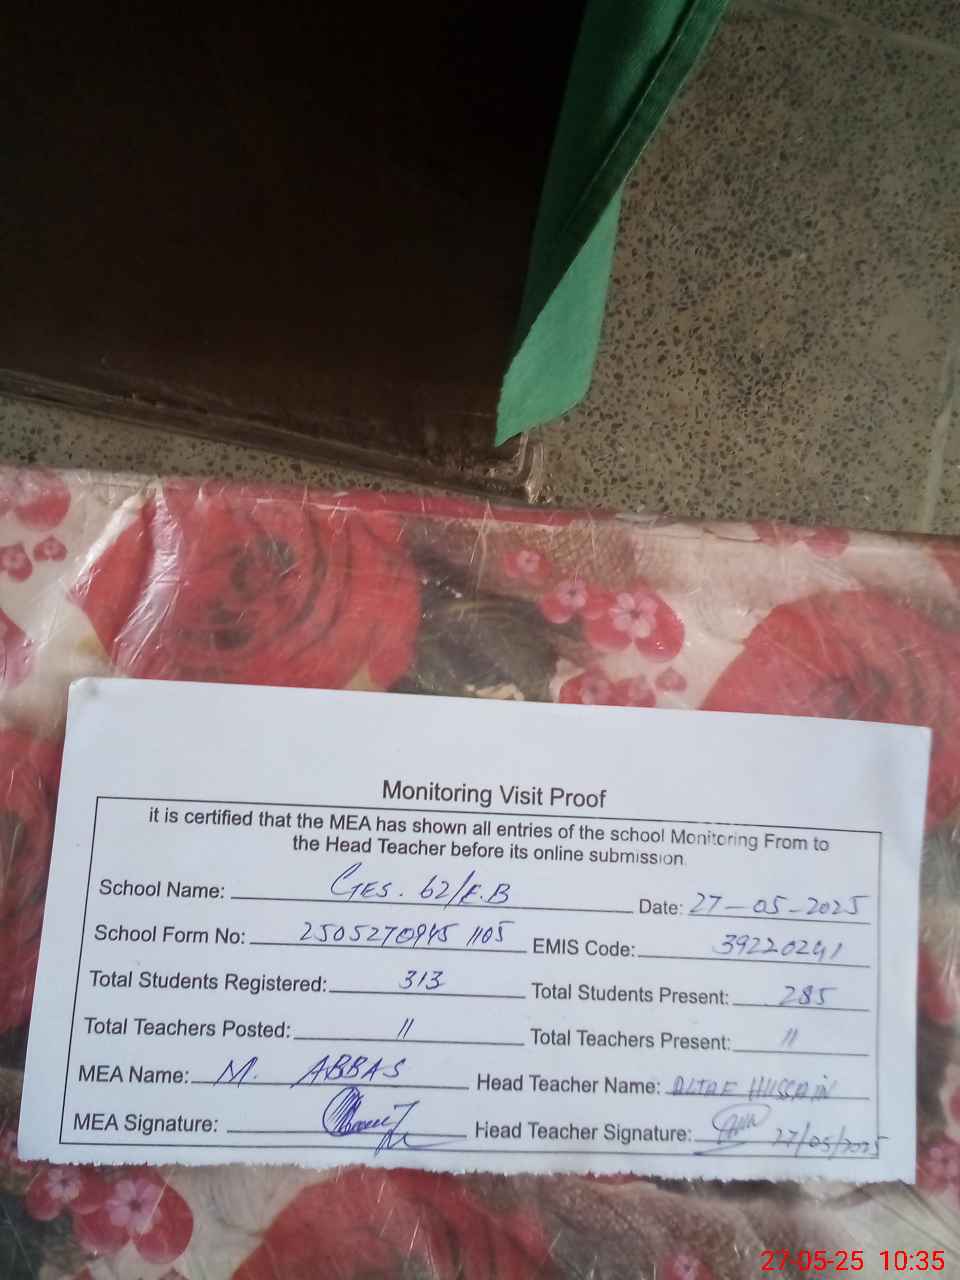 Monitoring Visit Proof
it is certified that the MEA has shown all entries of the school Monitoring From to
the Head Teacher before its online submission.
School Name: GES. 62/E.B Date: 27-05-2025
School Form No: 2505270945 1105 EMIS Code: 39220241
Total Students Registered: 313 Total Students Present: 285
Total Teachers Posted: 11 Total Teachers Present: 11
MEA Name: M. ABBAS Head Teacher Name: ALTAF HUSSAIN
MEA Signature: Head Teacher Signature: 27/05/2025
27-05-25 10:35